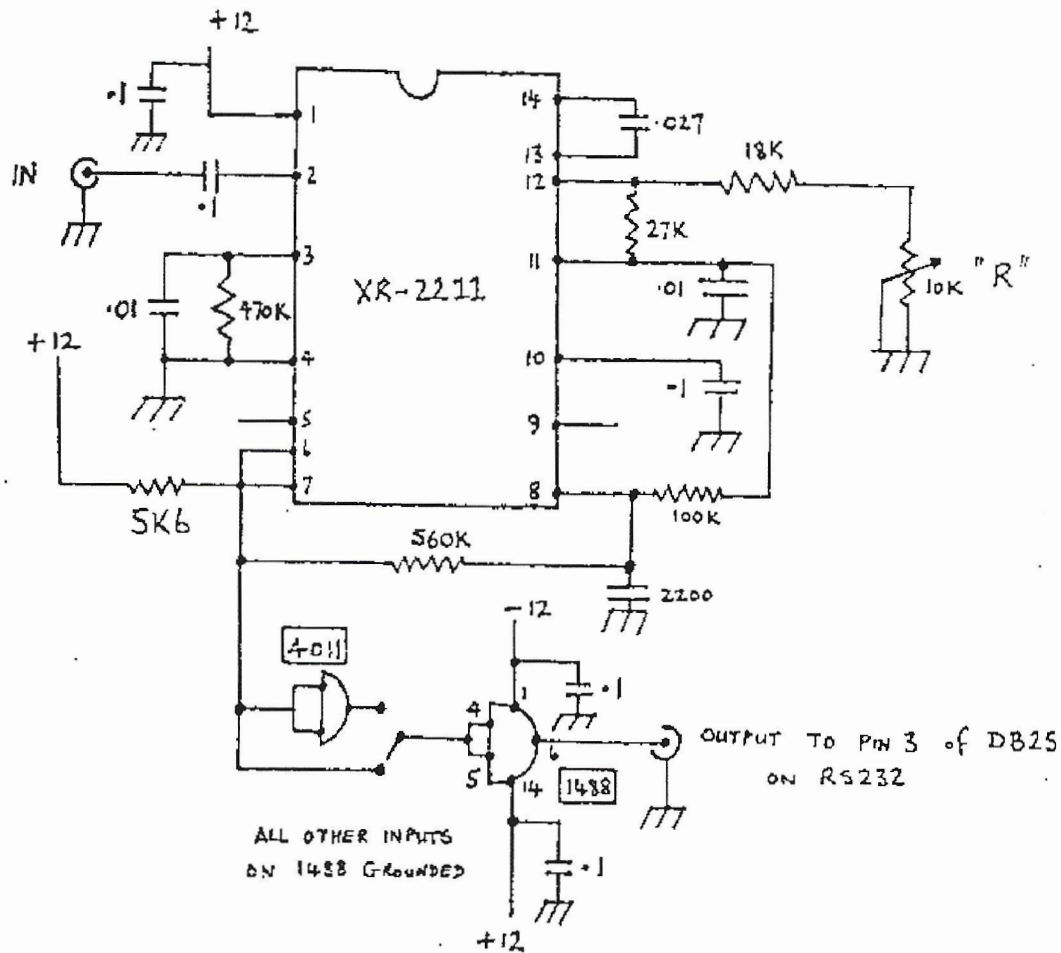 +12
.1
1
14
.027
13
IN
.1
2
12
18K
27K
3
11
XR-2211
.01
470K
.01
10K
"R"
+12
4
10
.1
5
9
6
7
8
5K6
100K
560K
2200
-12
4011
1
.1
4
5
6
14
1488
OUTPUT TO PIN 3 of DB25
ON RS232
ALL OTHER INPUTS
ON 1488 GROUNDED
.1
+12